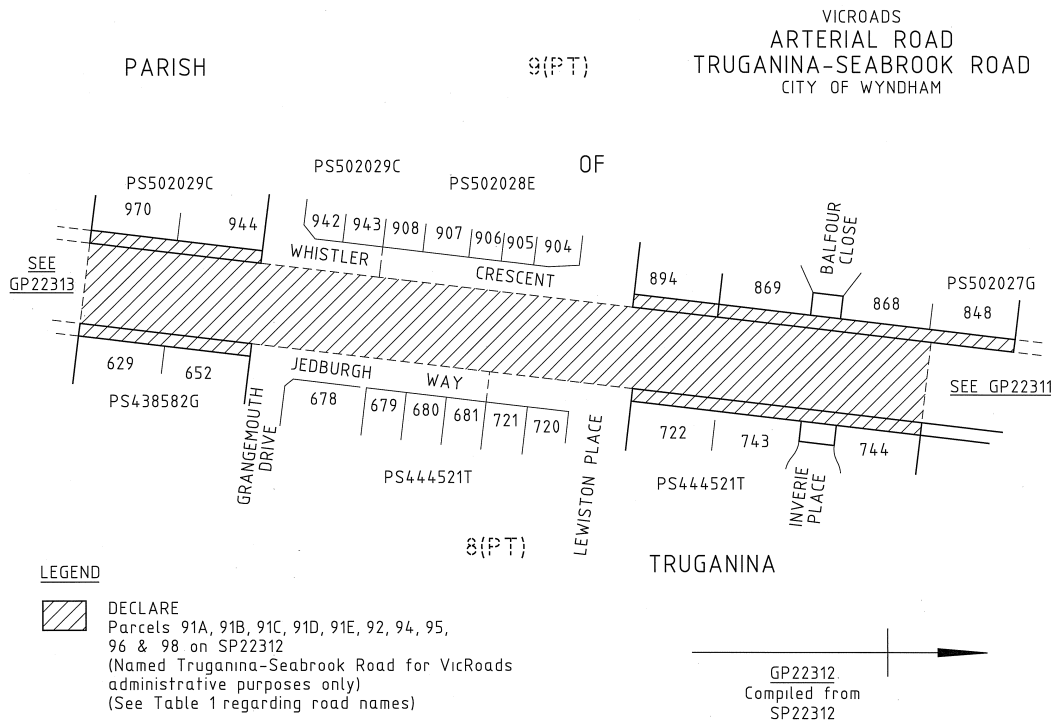 VICROADS
ARTERIAL ROAD
TRUGANINA-SEABROOK ROAD
CITY OF WYNDHAM
PARISH
9(PT)
OF
PS502029C
PS502029C
PS502028E
970
944
942
943
908
907
906
905
904
WHISTLER
CRESCENT
894
869
BALFOUR
CLOSE
868
PS502027G
848
SEE
GP22313
SEE GP22311
629
652
PS438582G
GRANGEMOUTH
DRIVE
JEDBURGH
WAY
678
679
680
681
721
720
PS444521T
LEWISTON PLACE
722
743
744
PS444521T
INVERIE
PLACE
8(PT)
TRUGANINA
LEGEND
DECLARE
Parcels 91A, 91B, 91C, 91D, 91E, 92, 94, 95,
96 & 98 on SP22312
(Named Truganina-Seabrook Road for VicRoads
administrative purposes only)
(See Table 1 regarding road names)
GP22312
Compiled from
SP22312